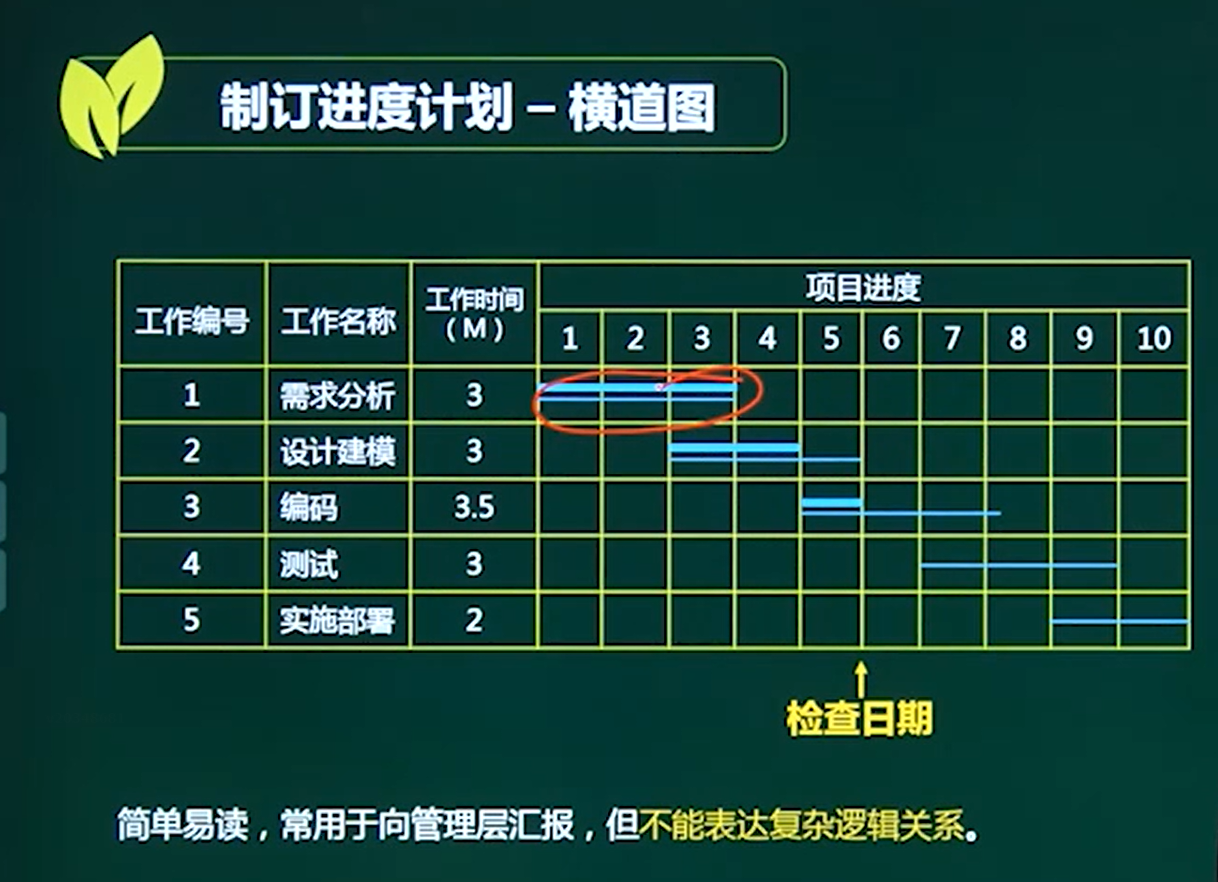 制订进度计划 – 横道图
工作编号 工作名称 工作时间（M） 项目进度
1 2 3 4 5 6 7 8 9 10
1 需求分析 3
2 设计建模 3
3 编码 3.5
4 测试 3
5 实施部署 2
检查日期
简单易读，常用于向管理层汇报，但不能表达复杂逻辑关系。